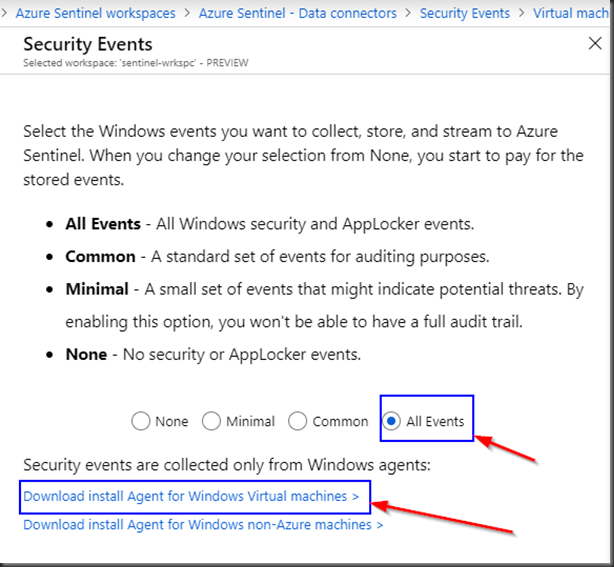 > Azure Sentinel workspaces > Azure Sentinel - Data connectors > Security Events > Virtual mach
Security Events
Selected workspace: 'sentinel-wrkspc' - PREVIEW
Select the Windows events you want to collect, store, and stream to Azure
Sentinel. When you change your selection from None, you start to pay for the
stored events.
• All Events - All Windows security and AppLocker events.
• Common - A standard set of events for auditing purposes.
• Minimal - A small set of events that might indicate potential threats. By
enabling this option, you won't be able to have a full audit trail.
• None - No security or AppLocker events.
None Minimal Common All Events
Security events are collected only from Windows agents:
Download install Agent for Windows Virtual machines >
Download install Agent for Windows non-Azure machines >